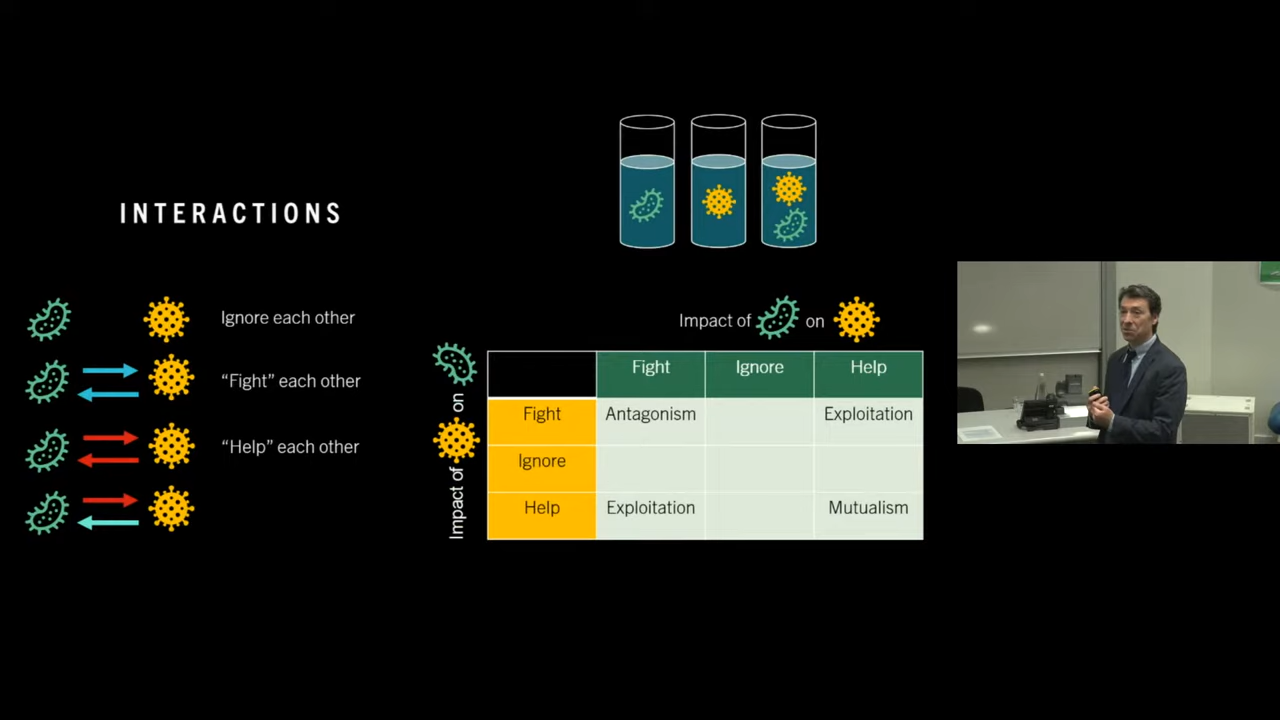 INTERACTIONS
Ignore each other
“Fight” each other
“Help” each other
Impact of on
Impact of on
Fight Ignore Help
Fight Antagonism Exploitation
Ignore
Help Exploitation Mutualism